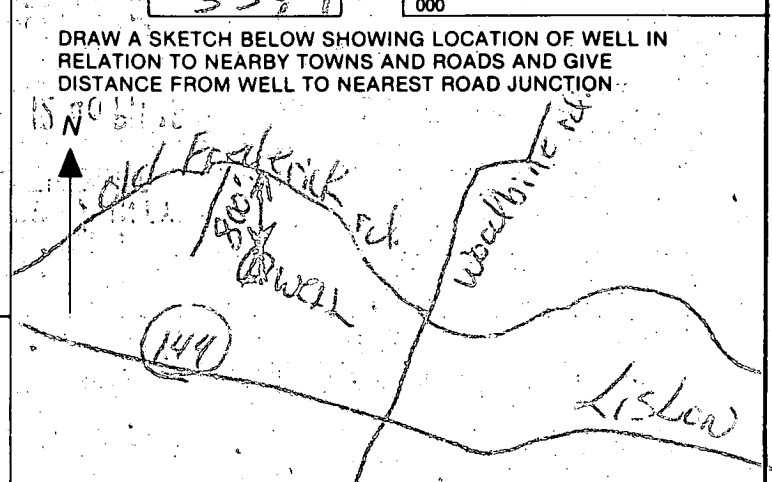 000
DRAW A SKETCH BELOW SHOWING LOCATION OF WELL IN
RELATION TO NEARBY TOWNS AND ROADS AND GIVE
DISTANCE FROM WELL TO NEAREST ROAD JUNCTION
N
Old Frederick rd.
800'
Well
Woodbine rd.
144
Lisbon